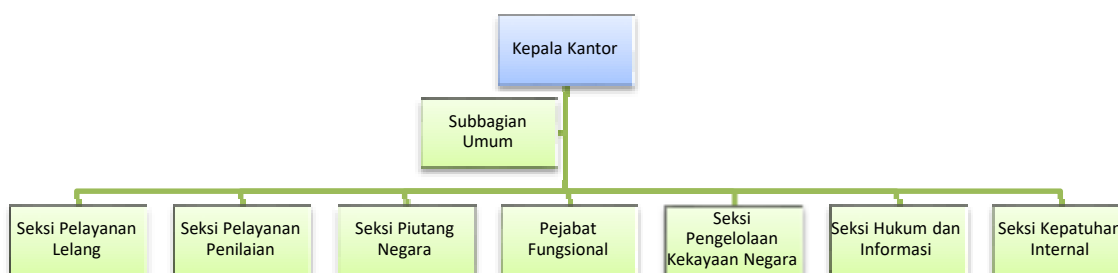 Kepala Kantor
Subbagian
Umum
Seksi Pelayanan
Lelang
Seksi Pelayanan
Penilaian
Seksi Piutang
Negara
Pejabat
Fungsional
Seksi
Pengelolaan
Kekayaan Negara
Seksi Hukum dan
Informasi
Seksi Kepatuhan
Internal